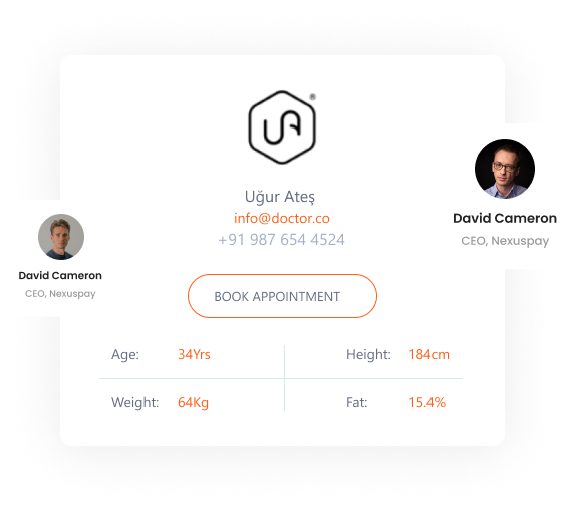 UA®
Uğur Ateş
info@doctor.co
+91 987 654 4524
BOOK APPOINTMENT
Age: 34Yrs
Height: 184cm
Weight: 64Kg
Fat: 15.4%
David Cameron
CEO, Nexuspay
David Cameron
CEO, Nexuspay